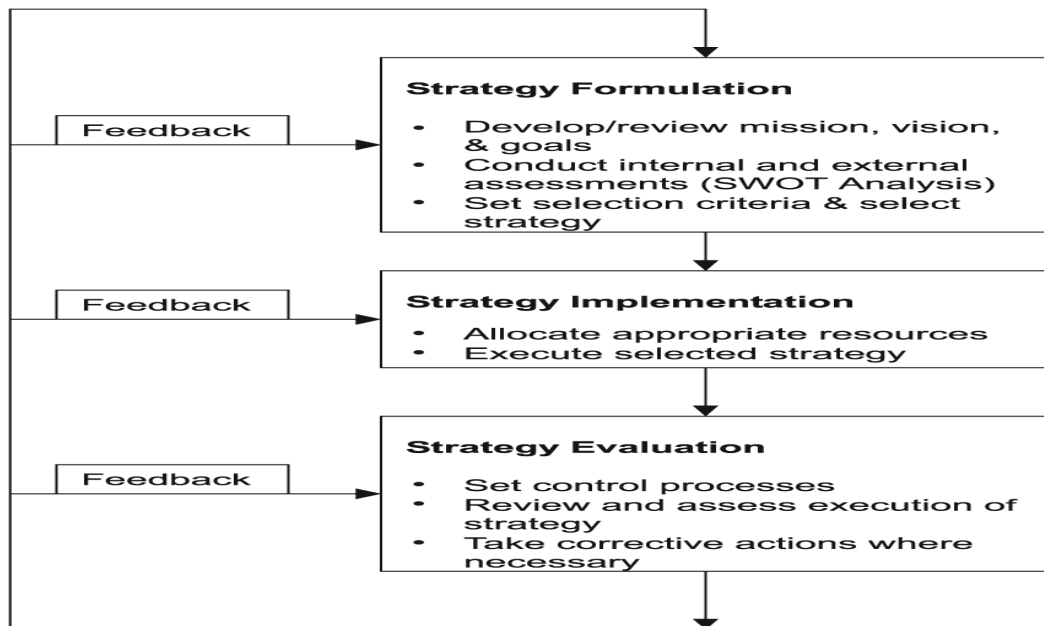 Strategy Formulation
Feedback
• Develop/review mission, vision,
& goals
• Conduct internal and external
assessments (SWOT Analysis)
• Set selection criteria & select
strategy
Feedback
Strategy Implementation
• Allocate appropriate resources
• Execute selected strategy
Strategy Evaluation
Feedback
• Set control processes
• Review and assess execution of
strategy
• Take corrective actions where
necessary